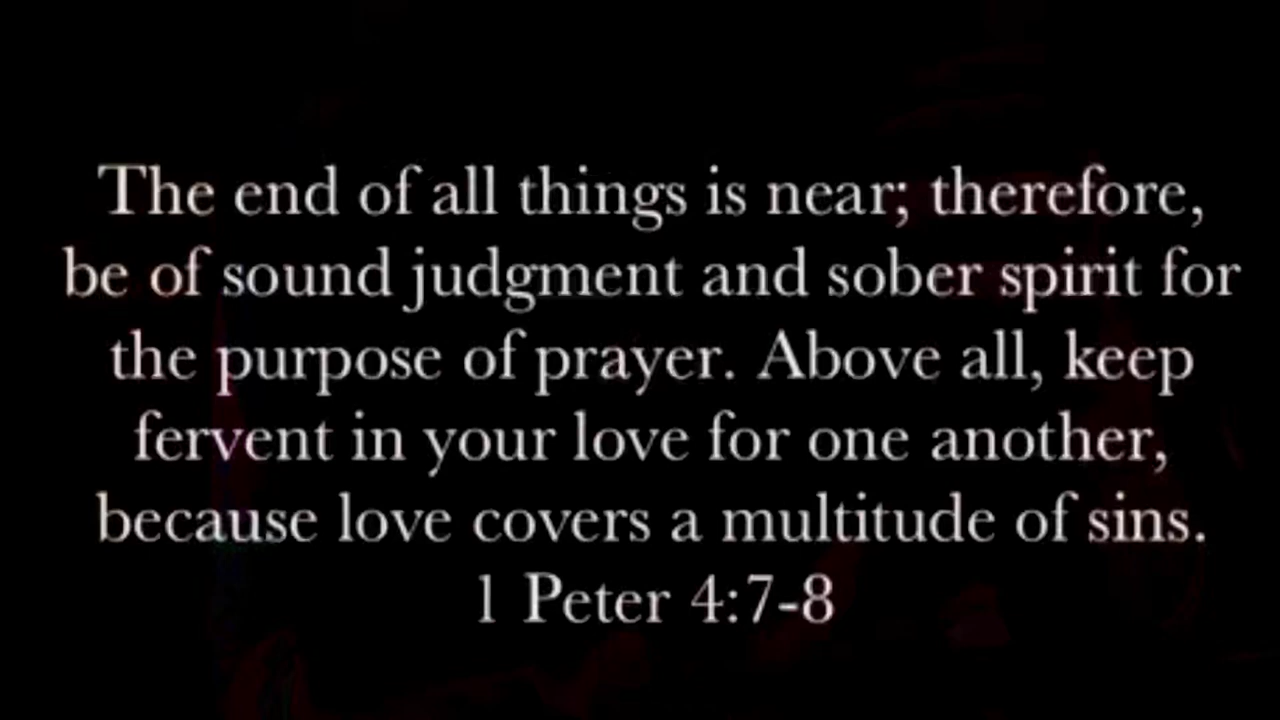 The end of all things is near; therefore,
be of sound judgment and sober spirit for
the purpose of prayer. Above all, keep
fervent in your love for one another,
because love covers a multitude of sins.
1 Peter 4:7-8